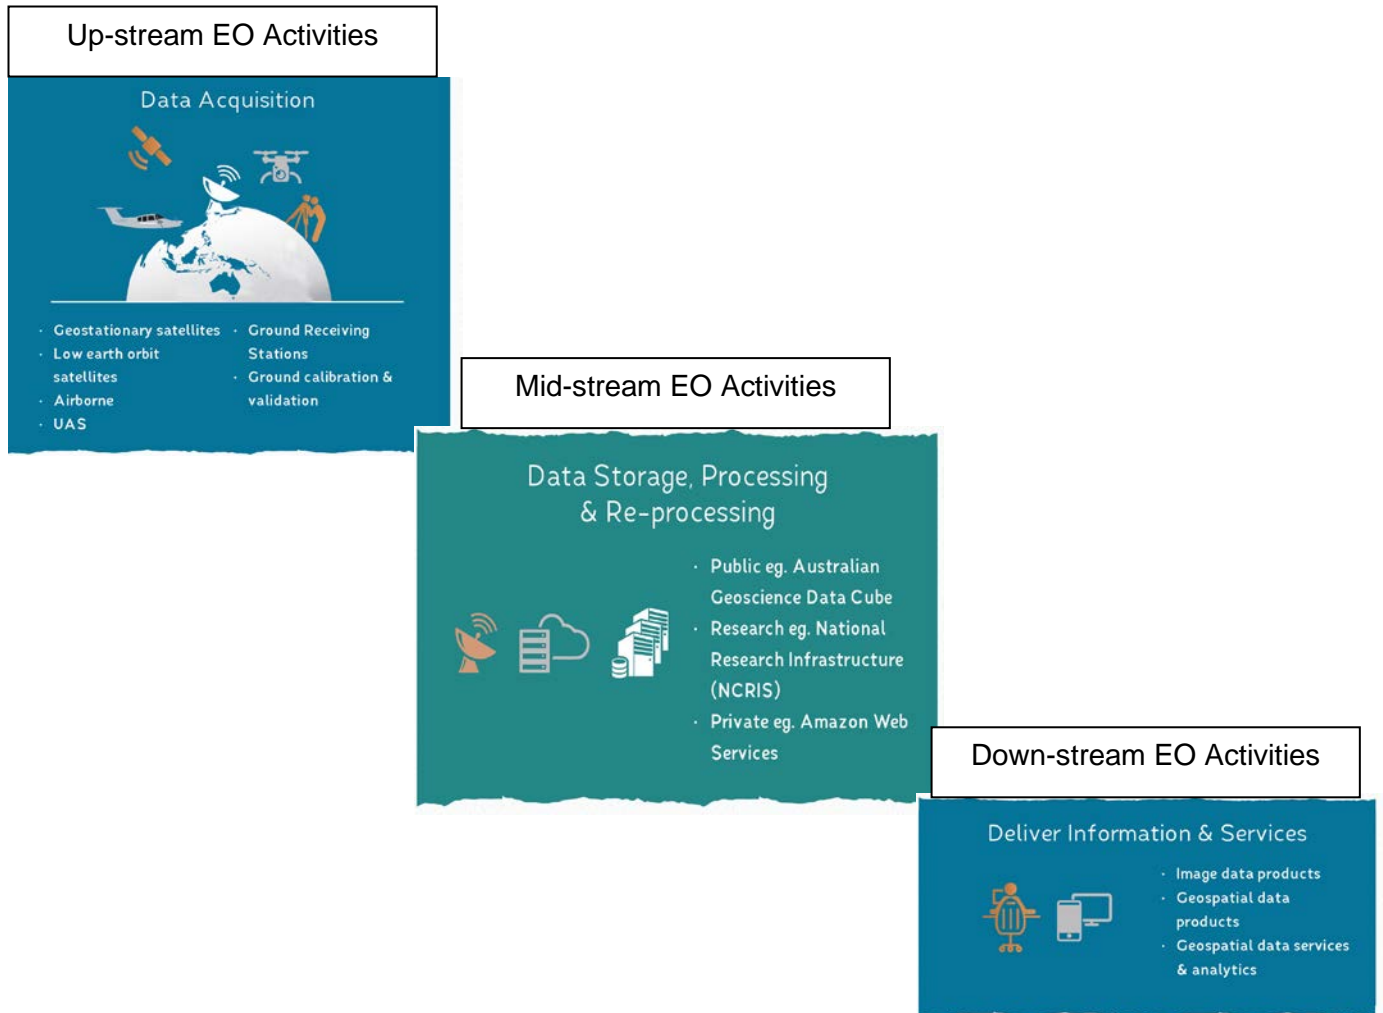 Up-stream EO Activities
Data Acquisition
· Geostationary satellites
· Low earth orbit
satellites
· Airborne
· UAS
· Ground Receiving
Stations
· Ground calibration &
validation
Mid-stream EO Activities
Data Storage, Processing
& Re-processing
· Public eg. Australian
Geoscience Data Cube
· Research eg. National
Research Infrastructure
(NCRIS)
· Private eg. Amazon Web
Services
Down-stream EO Activities
Deliver Information & Services
· Image data products
· Geospatial data
products
· Geospatial data services
& analytics